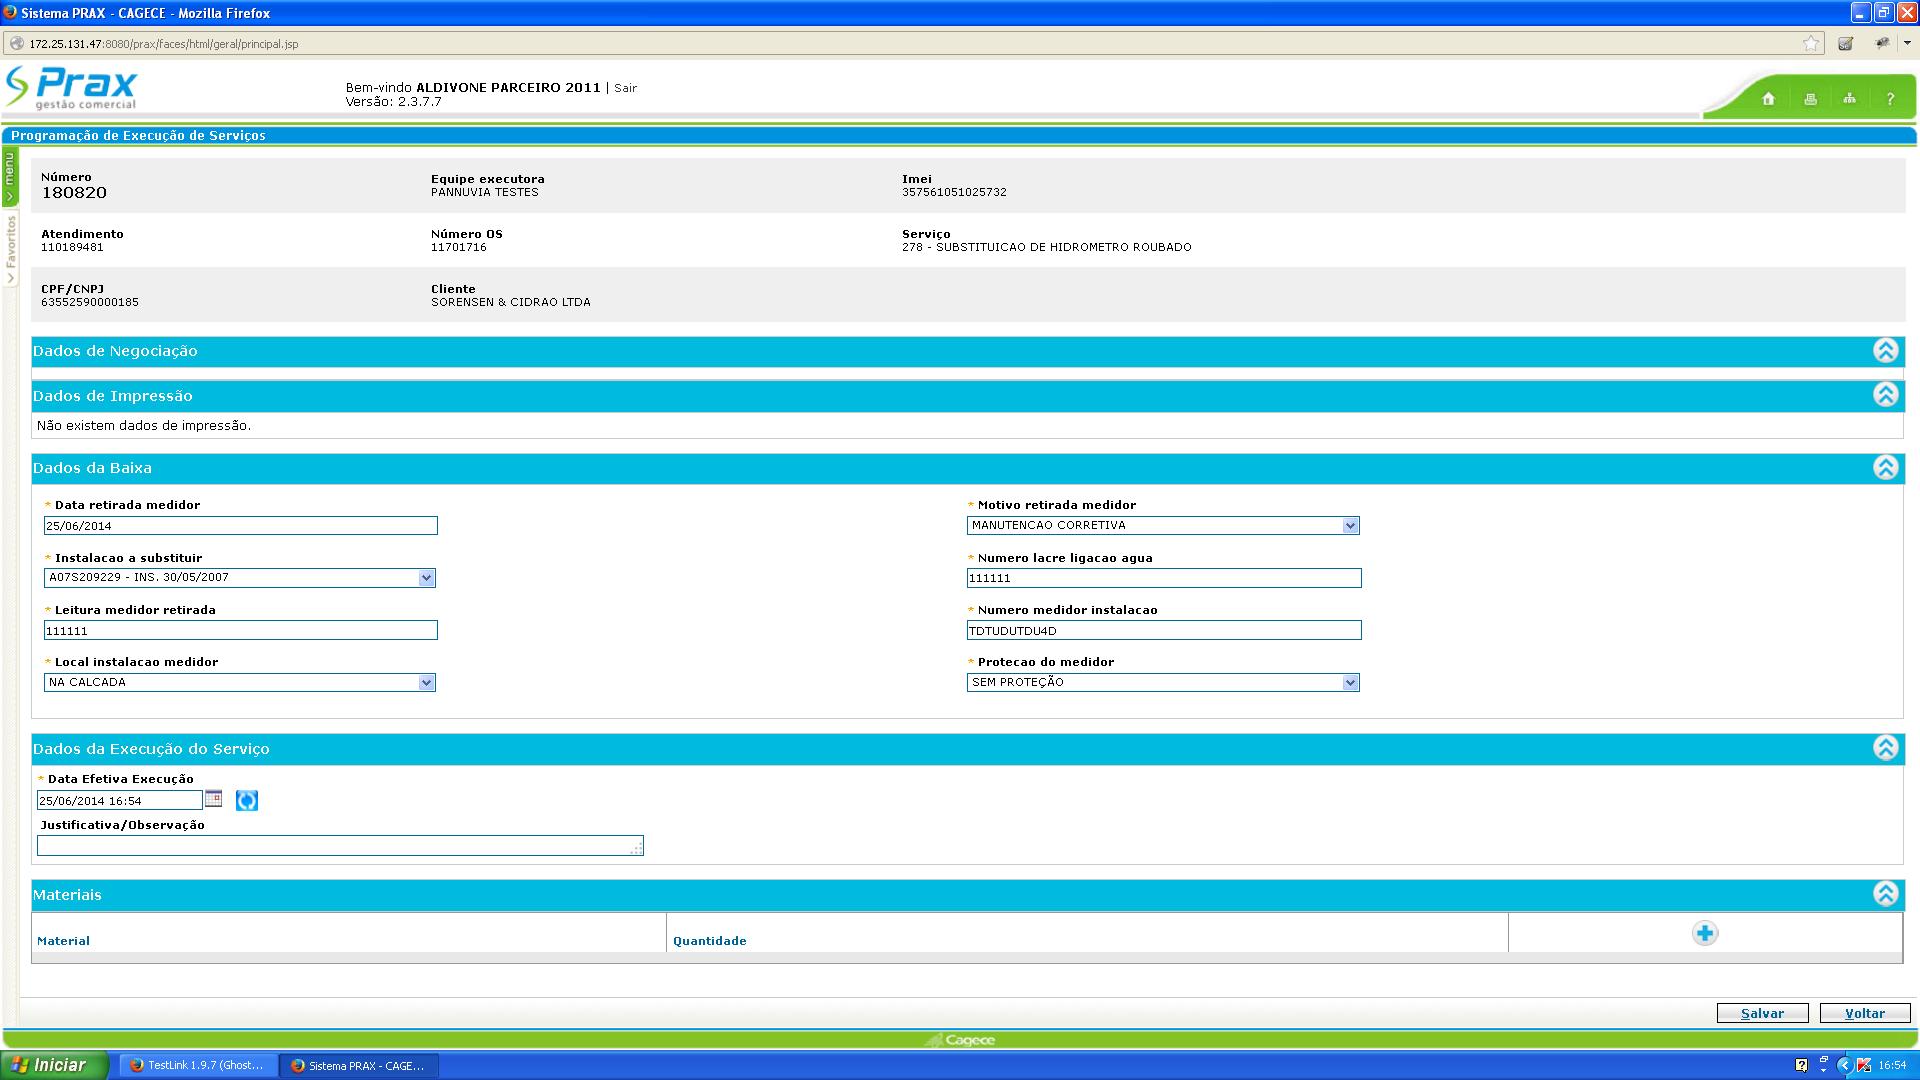 Sistema PRAX - CAGECE - Mozilla Firefox
172.25.131.47:8080/prax/faces/html/geral/principal.jsp
Prax
gestão comercial
Bem-vindo ALDIVONE PARCEIRO 2011 | Sair
Versão: 2.3.7.7
?
Programação de Execução de Serviços
menu
Favoritos
Número Equipe executora Imei
180820 PANNUVIA TESTES 357561051025732
Atendimento Número OS Serviço
110189481 11701716 278 - SUBSTITUICAO DE HIDROMETRO ROUBADO
CPF/CNPJ Cliente
63552590000185 SORENSEN & CIDRAO LTDA
Dados de Negociação
Dados de Impressão
Não existem dados de impressão.
Dados da Baixa
* Data retirada medidor * Motivo retirada medidor
25/06/2014 MANUTENCAO CORRETIVA
* Instalacao a substituir * Numero lacre ligacao agua
A07S209229 - INS. 30/05/2007 111111
* Leitura medidor retirada * Numero medidor instalacao
111111 TDTUDUTDU4D
* Local instalacao medidor * Protecao do medidor
NA CALCADA SEM PROTEÇÃO
Dados da Execução do Serviço
* Data Efetiva Execução
25/06/2014 16:54
Justificativa/Observação
Materiais
Material Quantidade
Salvar Voltar
Cagece
Iniciar TestLink 1.9.7 (Ghost... Sistema PRAX - CAGE... 16:54